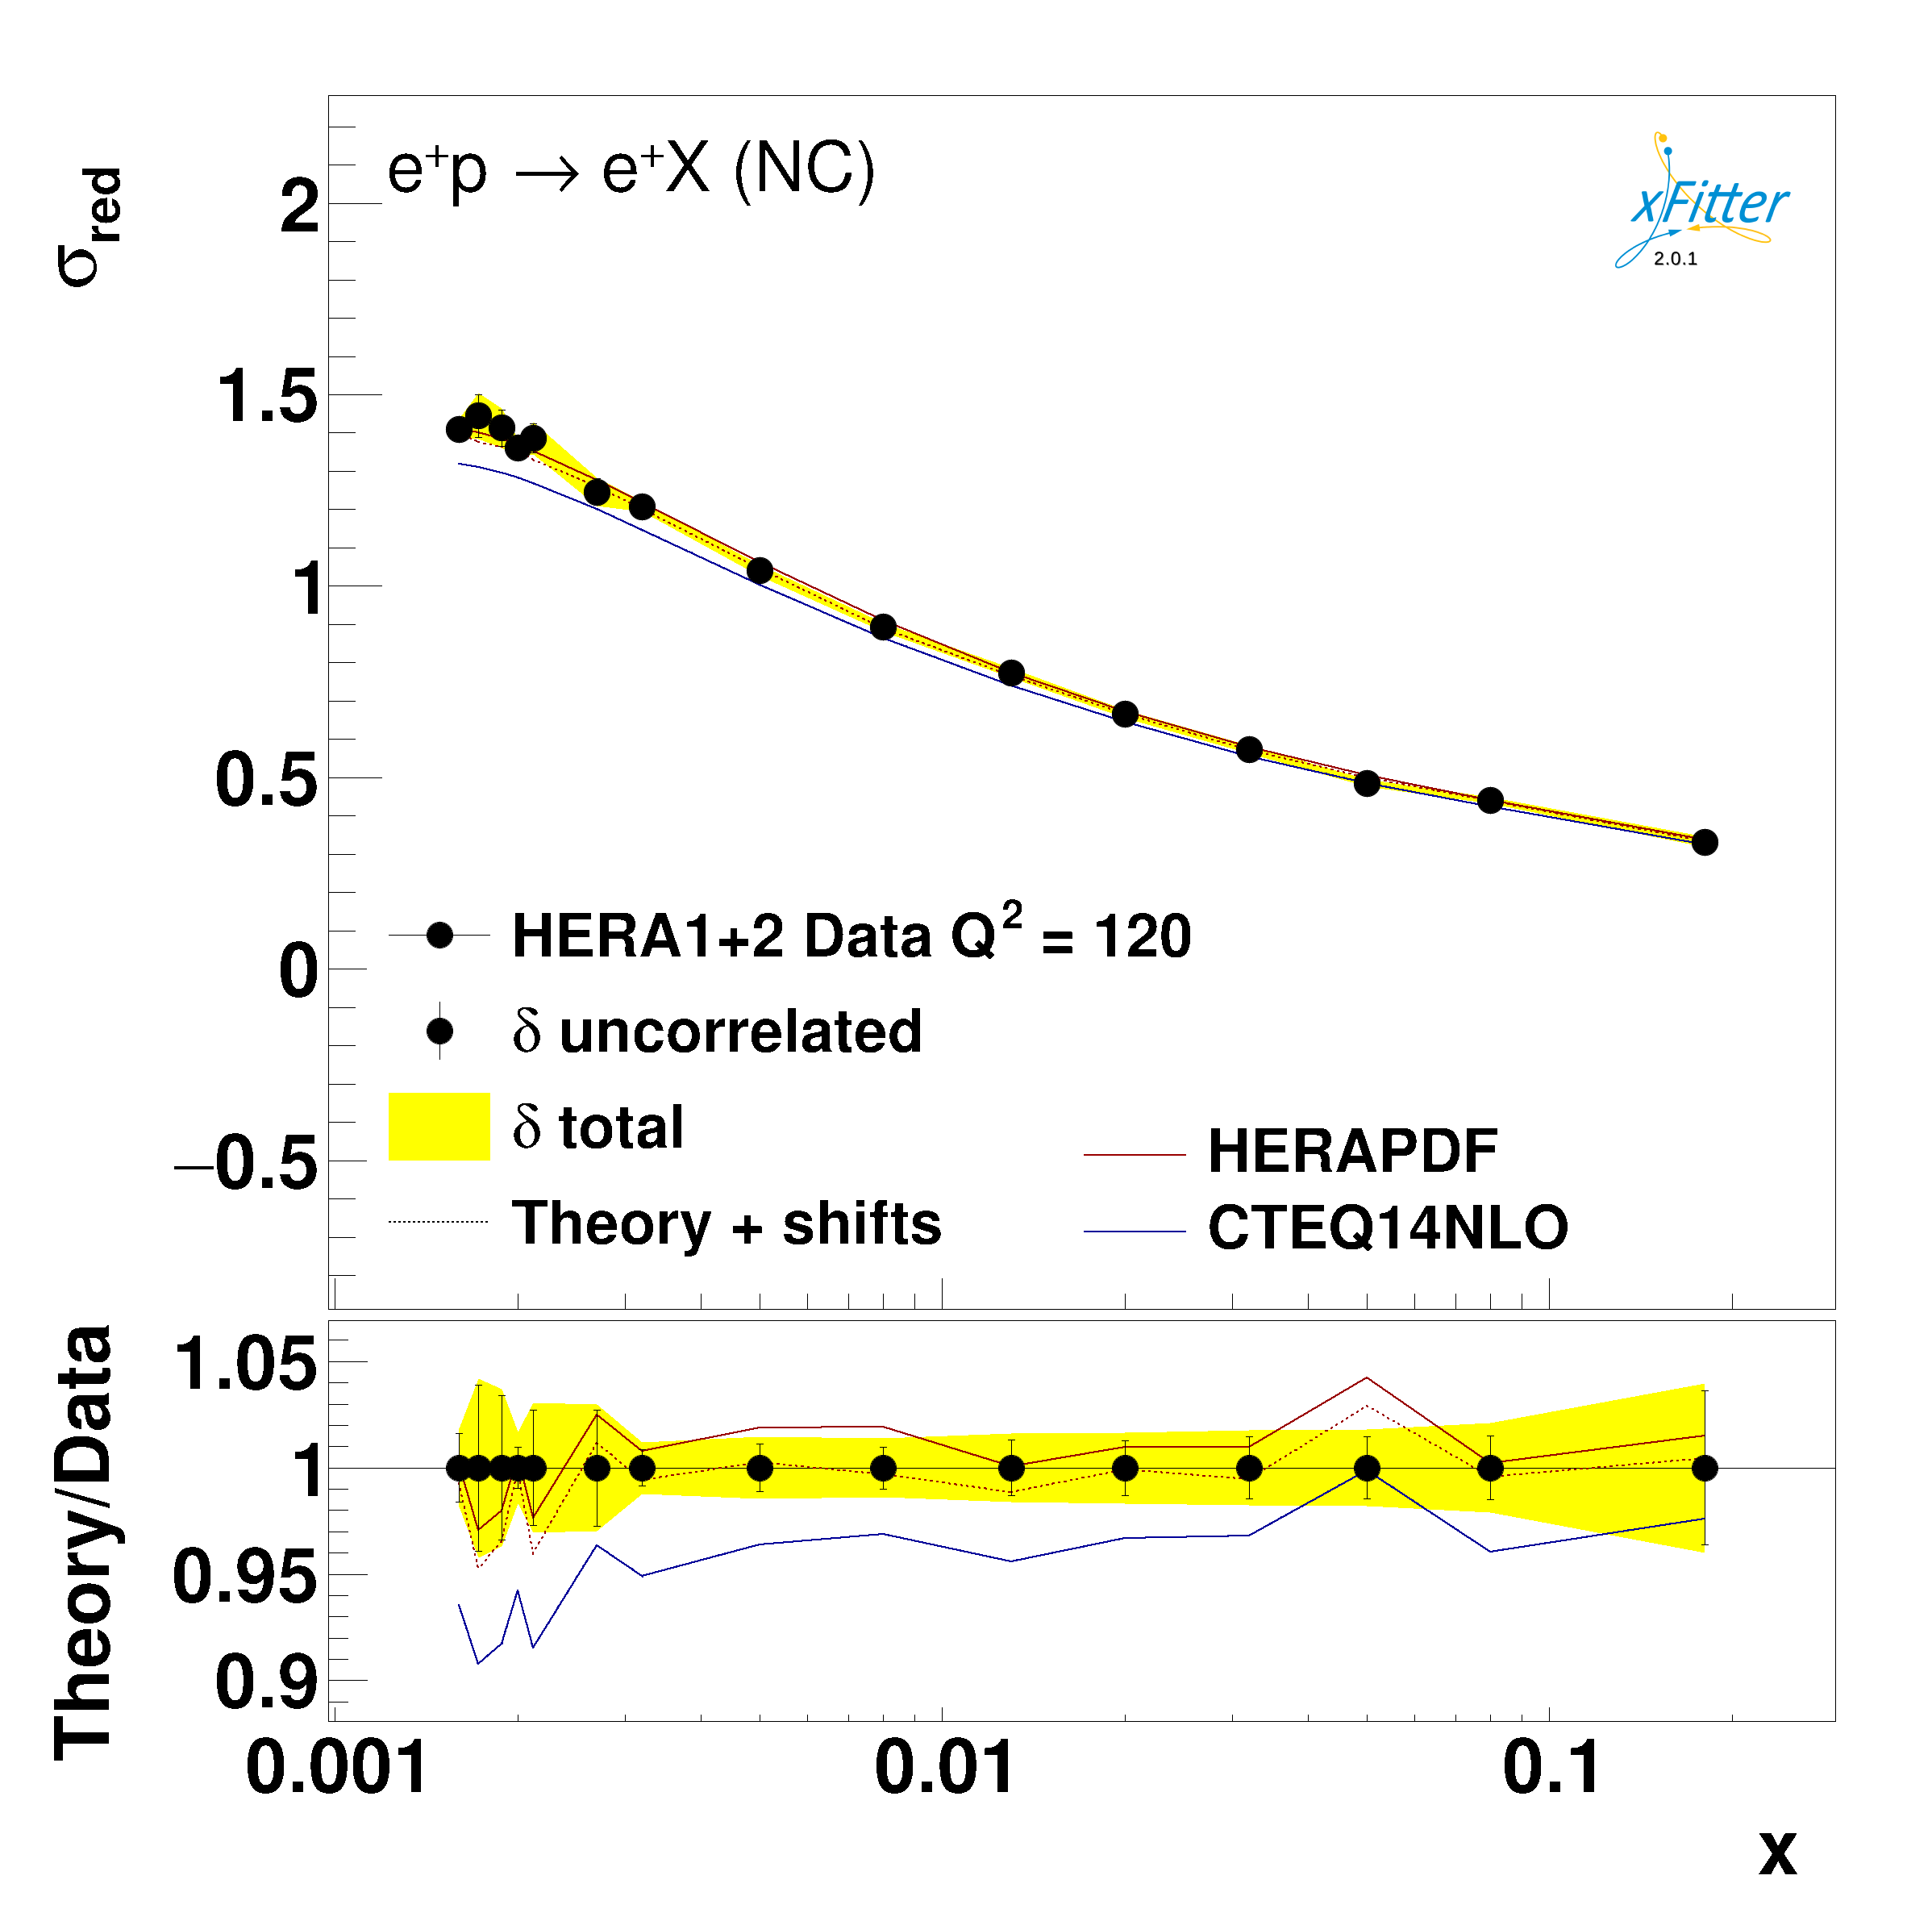 e⁺p → e⁺X (NC)
xFitter
2.0.1
σred
2
1.5
1
0.5
0
−0.5
HERA1+2 Data Q² = 120
δ uncorrelated
δ total
Theory + shifts
HERAPDF
CTEQ14NLO
Theory/Data
1.05
1
0.95
0.9
0.001 0.01 0.1
x